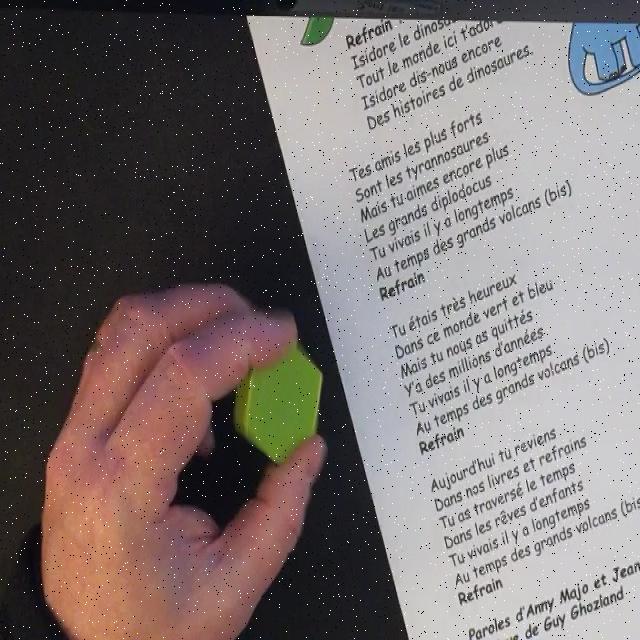 Refrain
Isidore le dinosa
Tout le monde ici t'ado
Isidore dis-nous encore
Des histoires de dinosaures.
Tes amis les plus forts
Sont les tyrannosaures
Mais tu aimes encore plus
Les grands diplodocus
Tu vivais il y a longtemps
Au temps des grands volcans (bis)
Refrain
Tu étais très heureux
Dans ce monde vert et bleu
Mais tu nous as quittés
Y'a des millions d'années
Tu vivais il y a longtemps
Au temps des grands volcans (bis)
Refrain
Aujourd'hui tu reviens
Dans nos livres et refrains
Tu as traversé le temps
Dans les rêves d'enfants
Tu vivais il y a longtemps
Au temps des grands volcans (bis
Refrain
Paroles d'Anny Majo et Jean
de Guy Ghozland